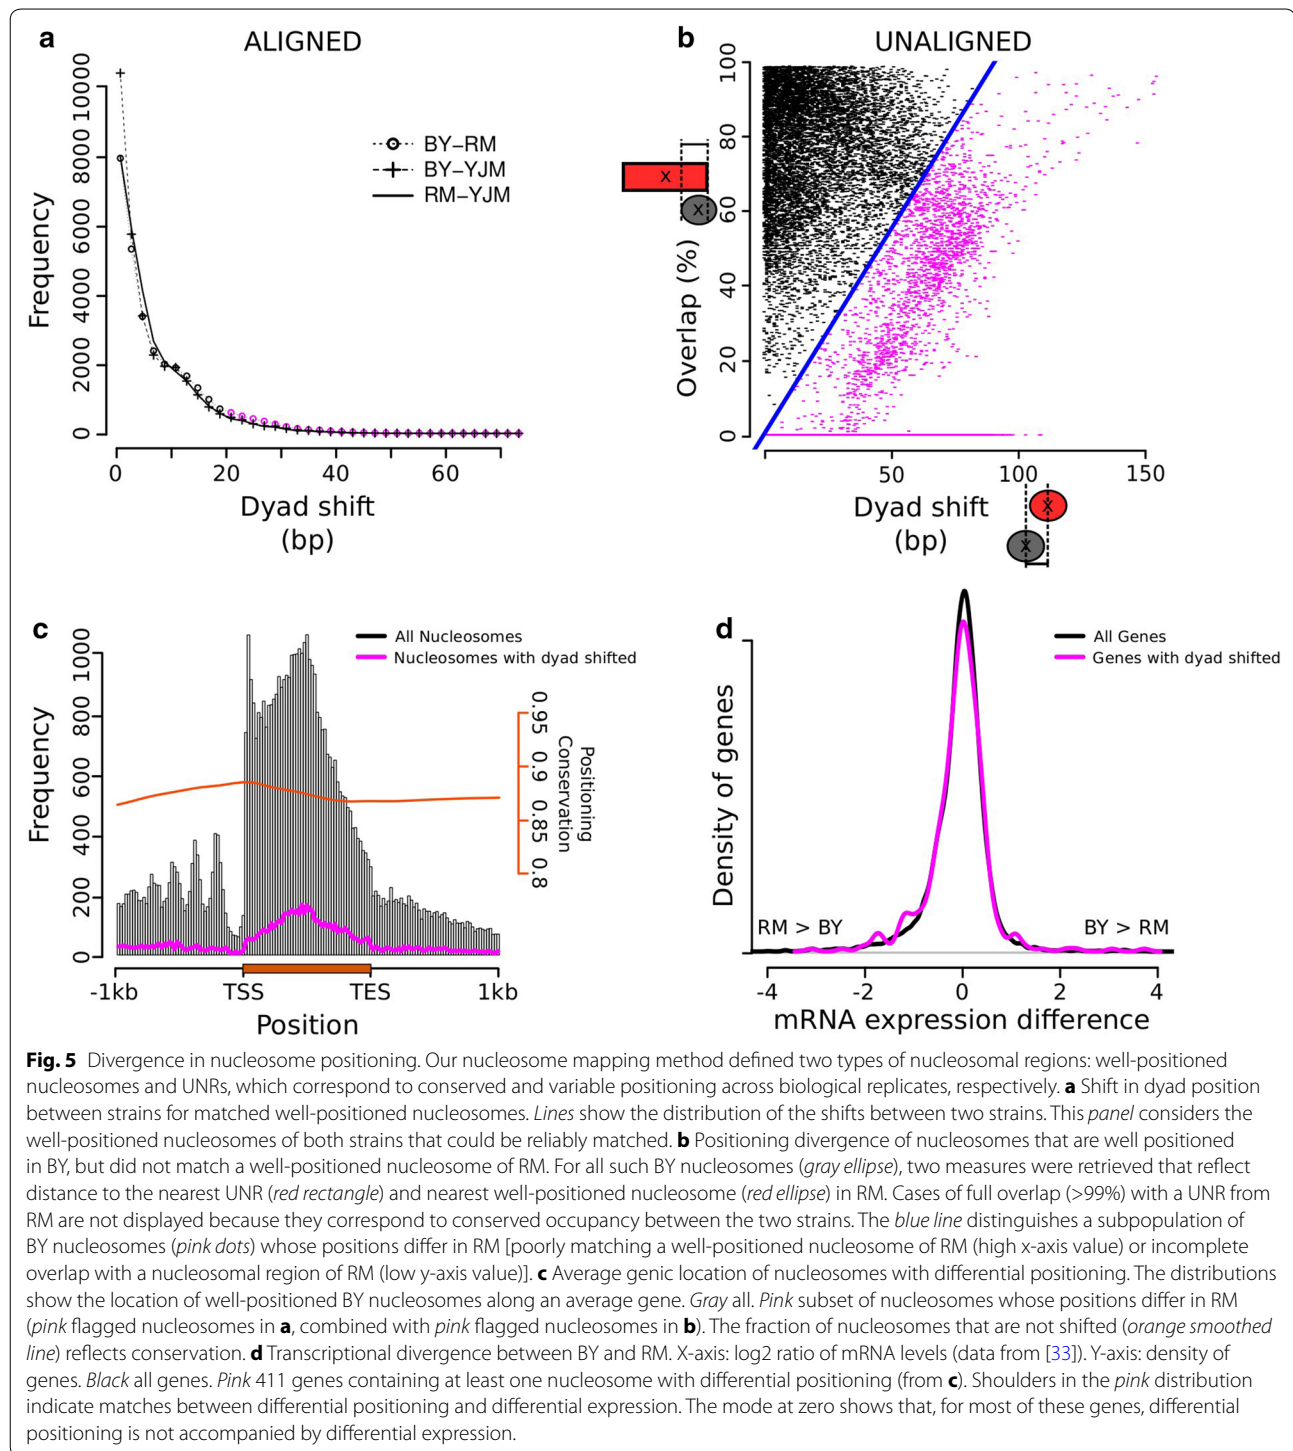 a
ALIGNED
Frequency
0 2000 4000 6000 8000 10000
BY–RM
BY–YJM
RM–YJM
0 20 40 60
Dyad shift
(bp)
b
UNALIGNED
Overlap (%)
0 20 40 60 80 100
X
X
50 100 150
Dyad shift
(bp)
X
X
c
Frequency
0 200 400 600 800 1000
All Nucleosomes
Nucleosomes with dyad shifted
0.8 0.85 0.9 0.95
Positioning
Conservation
-1kb TSS TES 1kb
Position
d
Density of genes
All Genes
Genes with dyad shifted
RM > BY
BY > RM
-4 -2 0 2 4
mRNA expression difference
Fig. 5 Divergence in nucleosome positioning. Our nucleosome mapping method defined two types of nucleosomal regions: well-positioned
nucleosomes and UNRs, which correspond to conserved and variable positioning across biological replicates, respectively. a Shift in dyad position
between strains for matched well-positioned nucleosomes. Lines show the distribution of the shifts between two strains. This panel considers the
well-positioned nucleosomes of both strains that could be reliably matched. b Positioning divergence of nucleosomes that are well positioned
in BY, but did not match a well-positioned nucleosome of RM. For all such BY nucleosomes (gray ellipse), two measures were retrieved that reflect
distance to the nearest UNR (red rectangle) and nearest well-positioned nucleosome (red ellipse) in RM. Cases of full overlap (>99%) with a UNR from
RM are not displayed because they correspond to conserved occupancy between the two strains. The blue line distinguishes a subpopulation of
BY nucleosomes (pink dots) whose positions differ in RM [poorly matching a well-positioned nucleosome of RM (high x-axis value) or incomplete
overlap with a nucleosomal region of RM (low y-axis value)]. c Average genic location of nucleosomes with differential positioning. The distributions
show the location of well-positioned BY nucleosomes along an average gene. Gray all. Pink subset of nucleosomes whose positions differ in RM
(pink flagged nucleosomes in a, combined with pink flagged nucleosomes in b). The fraction of nucleosomes that are not shifted (orange smoothed
line) reflects conservation. d Transcriptional divergence between BY and RM. X-axis: log2 ratio of mRNA levels (data from [33]). Y-axis: density of
genes. Black all genes. Pink 411 genes containing at least one nucleosome with differential positioning (from c). Shoulders in the pink distribution
indicate matches between differential positioning and differential expression. The mode at zero shows that, for most of these genes, differential
positioning is not accompanied by differential expression.